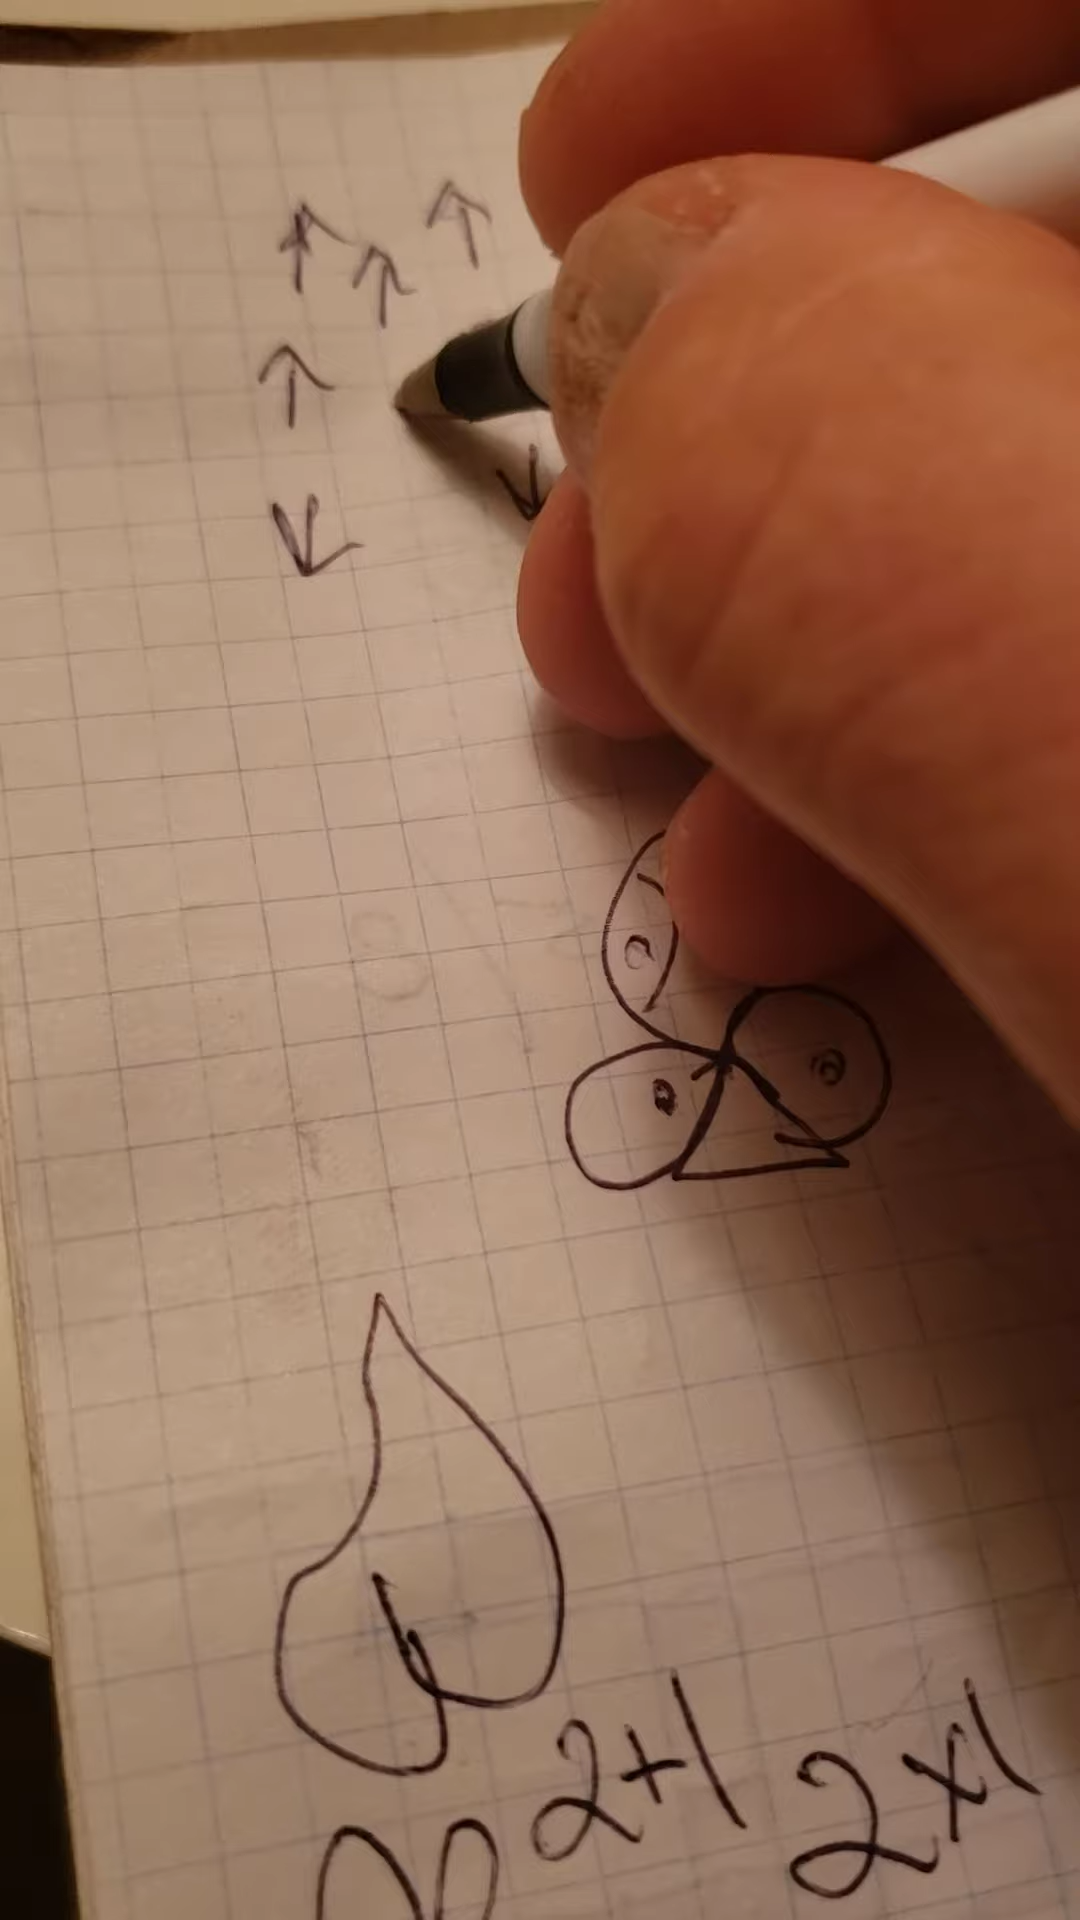 ↑ ↑ ↑
↑
↓ ↓
2+1 2x1